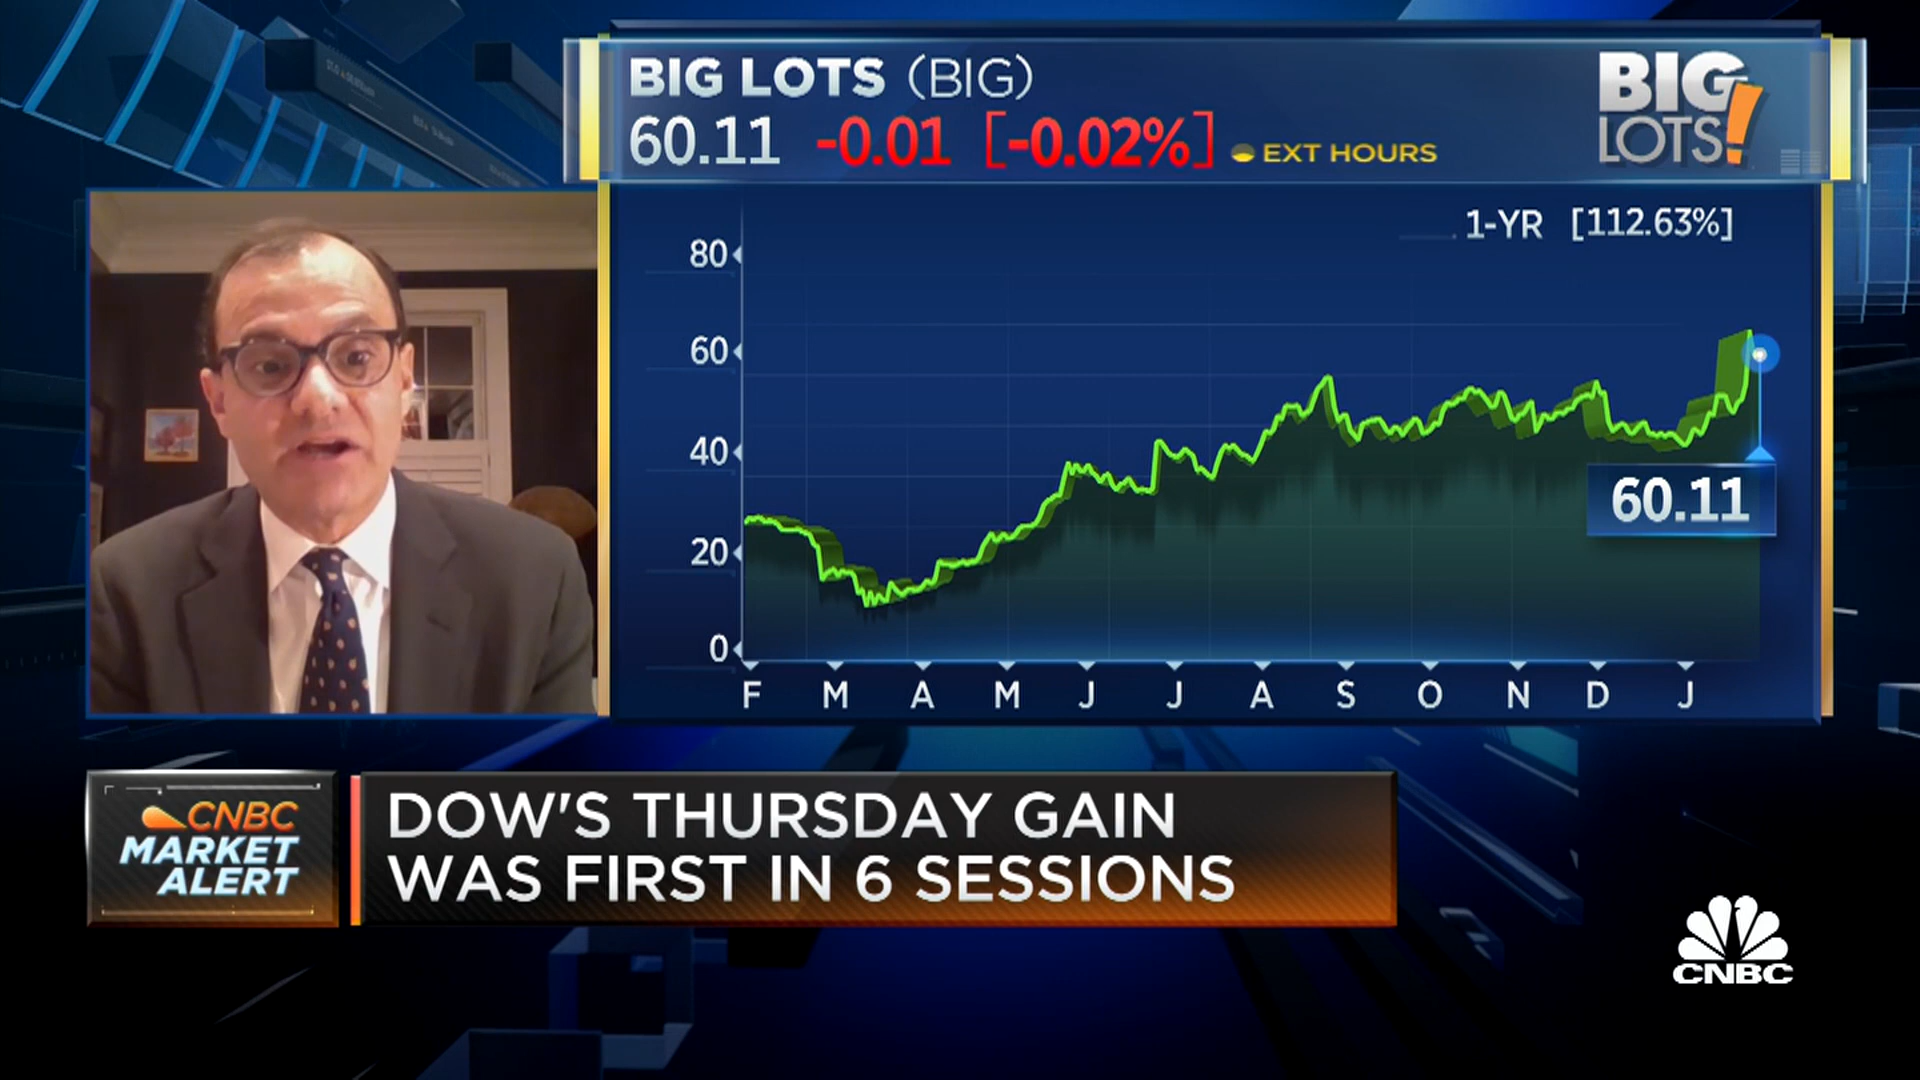 BIG LOTS (BIG)
60.11 -0.01 [-0.02%] EXT HOURS
BIG
LOTS!
1-YR [112.63%]
80
60
40
20
0
60.11
F M A M J J A S O N D J
CNBC
MARKET
ALERT
DOW'S THURSDAY GAIN
WAS FIRST IN 6 SESSIONS
CNBC